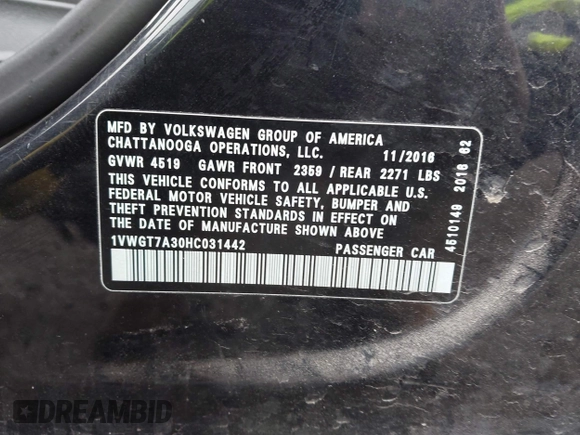 MFD BY VOLKSWAGEN GROUP OF AMERICA
CHATTANOOGA OPERATIONS, LLC. 11/2016
GVWR 4519 GAWR FRONT 2359 / REAR 2271 LBS
THIS VEHICLE CONFORMS TO ALL APPLICABLE U.S.
FEDERAL MOTOR VEHICLE SAFETY, BUMPER AND
THEFT PREVENTION STANDARDS IN EFFECT ON
THE DATE OF MANUFACTURE SHOWN ABOVE
1VWGT7A30HC031442 PASSENGER CAR
4510149 2016 62
DREAMBID